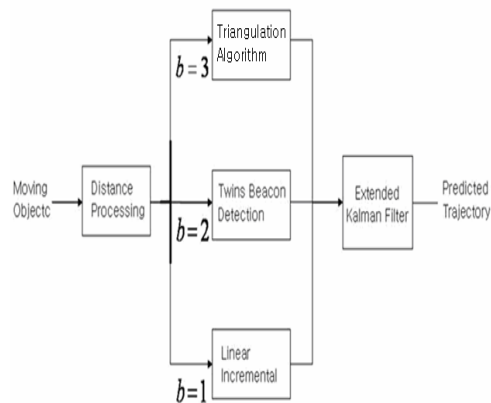 Triangulation
Algorithm
b=3
Moving
Objectc
Distance
Processing
Twins Beacon
Detection
b=2
Extended
Kalman Filter
Predicted
Trajectory
Linear
Incremental
b=1